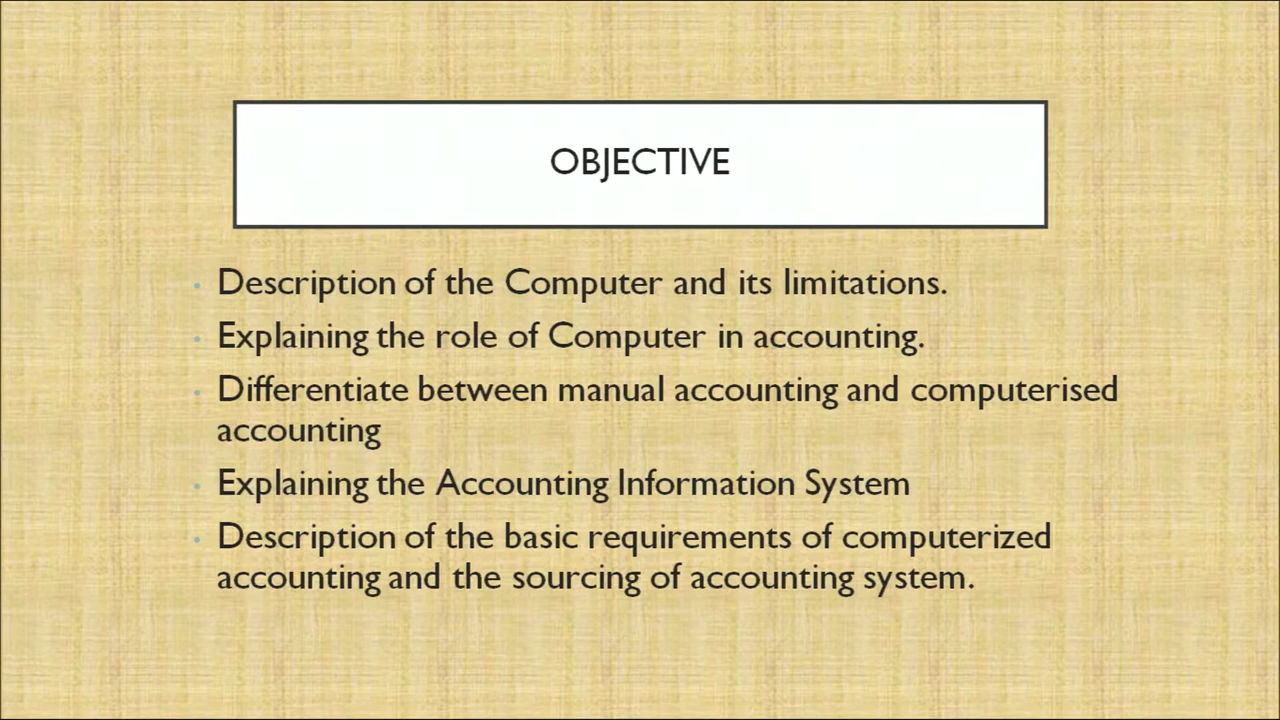 OBJECTIVE
Description of the Computer and its limitations.
Explaining the role of Computer in accounting.
Differentiate between manual accounting and computerised
accounting
Explaining the Accounting Information System
Description of the basic requirements of computerized
accounting and the sourcing of accounting system.